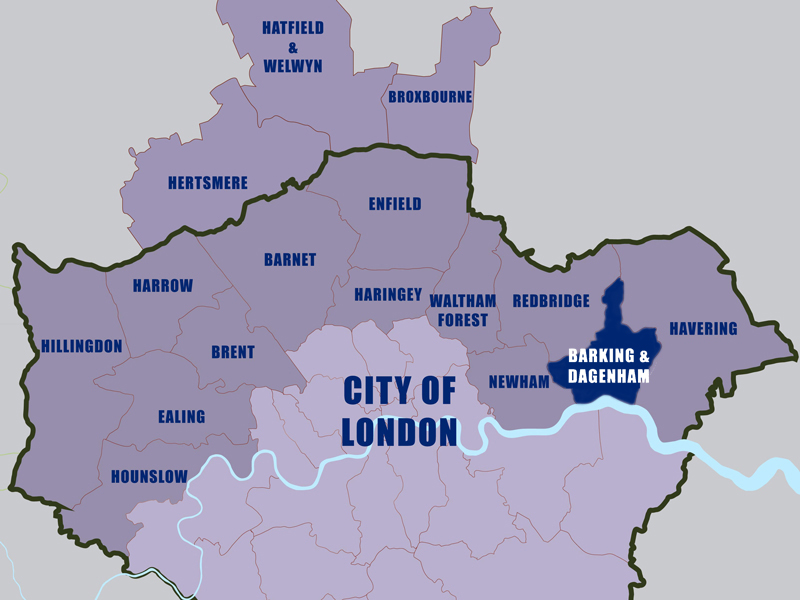 HATFIELD
&
WELWYN
BROXBOURNE
HERTSMERE
ENFIELD
BARNET
HARROW
HARINGEY
WALTHAM
FOREST
REDBRIDGE
HAVERING
HILLINGDON
BRENT
BARKING &
DAGENHAM
NEWHAM
CITY OF
LONDON
EALING
HOUNSLOW